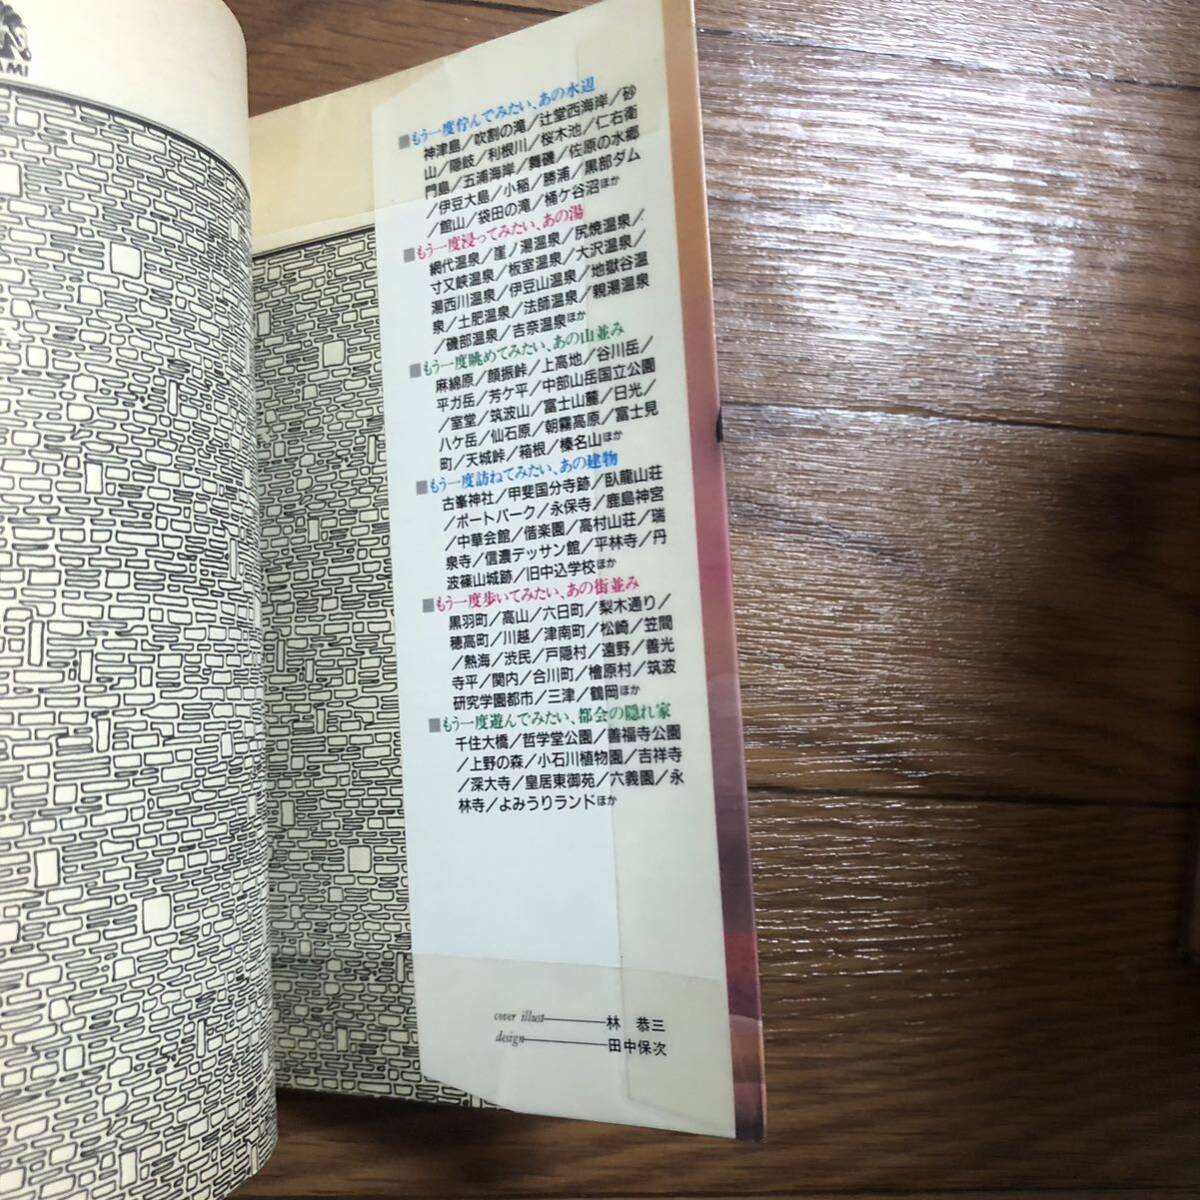 AMI
■もう一度佇んでみたい、あの水辺
神津島／吹割の滝／辻堂西海岸／砂
山／隠岐／利根川／桜木池／仁右衛
門島／五浦海岸／舞磯／佐原の水郷
／伊豆大島／小稲／勝浦／黒部ダム
／館山／袋田の滝／桶ケ谷沼ほか
■もう一度浸ってみたい、あの湯
網代温泉／崖ノ湯温泉／尻焼温泉／
寸又峡温泉／板室温泉／大沢温泉／
湯西川温泉／伊豆山温泉／地獄谷温
泉／土肥温泉／法師温泉／親湯温泉
／磯部温泉／吉奈温泉ほか
■もう一度眺めてみたい、あの山並み
麻綿原／顔振峠／上高地／谷川岳／
平ガ岳／芳ケ平／中部山岳国立公園
／室堂／筑波山／富士山麓／日光／
八ケ岳／仙石原／朝霧高原／富士見
町／天城峠／箱根／榛名山ほか
■もう一度訪ねてみたい、あの建物
古峯神社／甲斐国分寺跡／臥龍山荘
／ポートパーク／永保寺／鹿島神宮
／中華会館／偕楽園／高村山荘／瑞
泉寺／信濃デッサン館／平林寺／丹
波篠山城跡／旧中込学校ほか
■もう一度歩いてみたい、あの街並み
黒羽町／高山／六日町／梨木通り／
穂高町／川越／津南町／松崎／笠間
／熱海／渋民／戸隠村／遠野／善光
寺平／関内／合川町／檜原村／筑波
研究学園都市／三津／鶴岡ほか
■もう一度遊んでみたい、都会の隠れ家
千住大橋／哲学堂公園／善福寺公園
／上野の森／小石川植物園／吉祥寺
／深大寺／皇居東御苑／六義園／永
林寺／よみうりランドほか
cover illust――林 恭三
design――田中保次